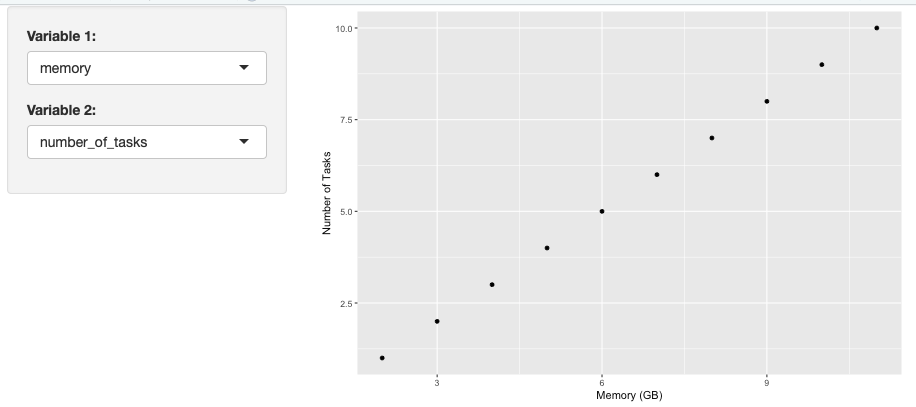 Variable 1:
memory
Variable 2:
number_of_tasks
Number of Tasks
10.0
7.5
5.0
2.5
3
6
9
Memory (GB)